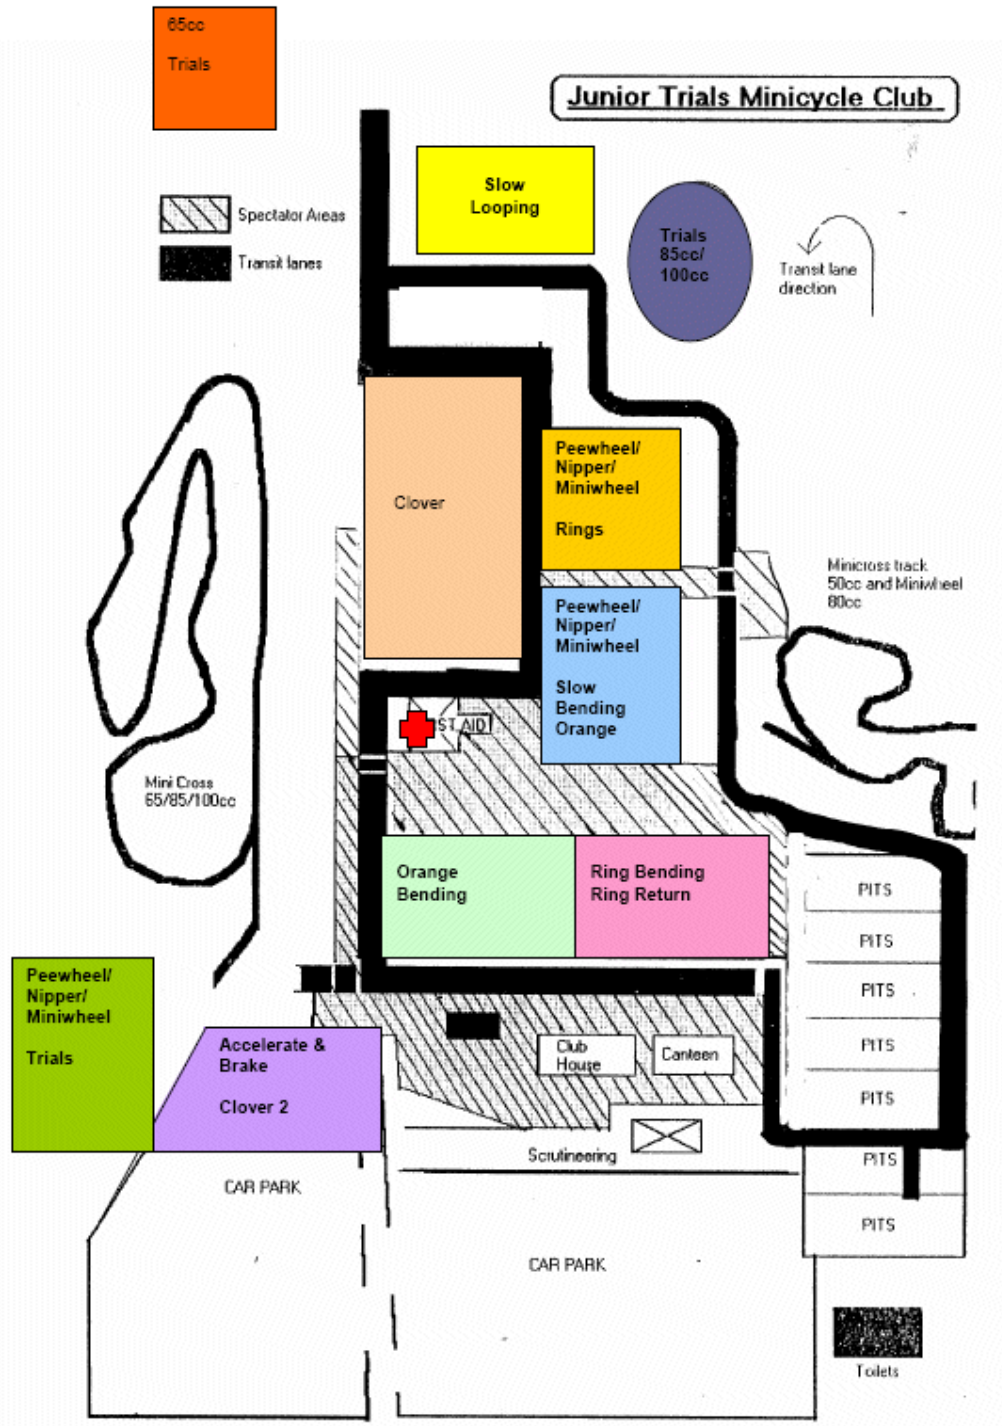 65cc
Trials
Junior Trials Minicycle Club
Slow
Looping
Spectator Areas
Transit lanes
Trials
85cc/
100cc
Transit lane
direction
Clover
Peewheel/
Nipper/
Miniwheel
Rings
Minicross track
50cc and Miniwheel
80cc
Peewheel/
Nipper/
Miniwheel
Slow
Bending
Orange
ST AID
Mini Cross
65/85/100cc
Orange
Bending
Ring Bending
Ring Return
PITS
PITS
PITS
PITS
PITS
PITS
PITS
Peewheel/
Nipper/
Miniwheel
Trials
Accelerate &
Brake
Clover 2
Club
House
Canteen
Scrutineering
CAR PARK
CAR PARK
Toilets